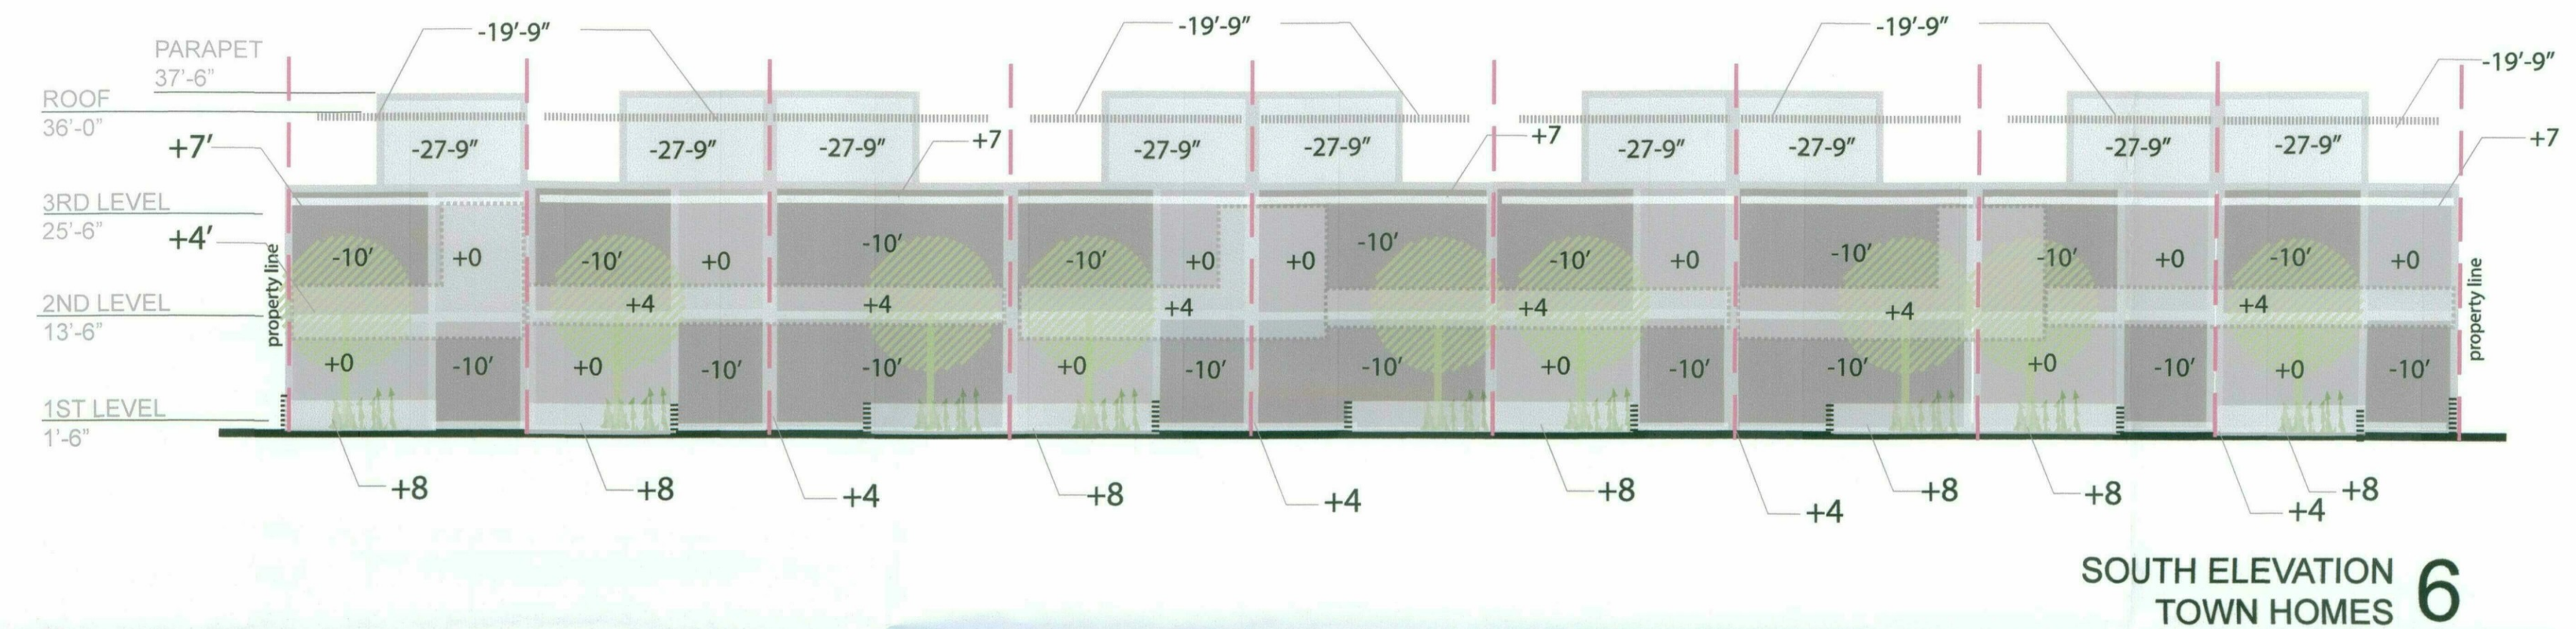 -19'-9" -19'-9" -19'-9"
PARAPET
37'-6"
-19'-9"
ROOF
36'-0"
+7' -27-9" -27-9" -27-9" +7 -27-9" -27-9" +7 -27-9" -27-9" -27-9" -27-9" +7
3RD LEVEL
25'-6"
+4'
-10' +0 -10' +0 -10' -10' +0 +0 -10' -10' +0 -10' -10' +0 -10' +0
property line
property line
2ND LEVEL
13'-6"
+4 +4 +4 +4 +4 +4
+0 -10' +0 -10' -10' +0 -10' -10' +0 -10' -10' +0 -10' +0 -10'
1ST LEVEL
1'-6"
+8 +8 +4 +8 +4 +8 +4 +8 +8 +4 +8
SOUTH ELEVATION
TOWN HOMES
6